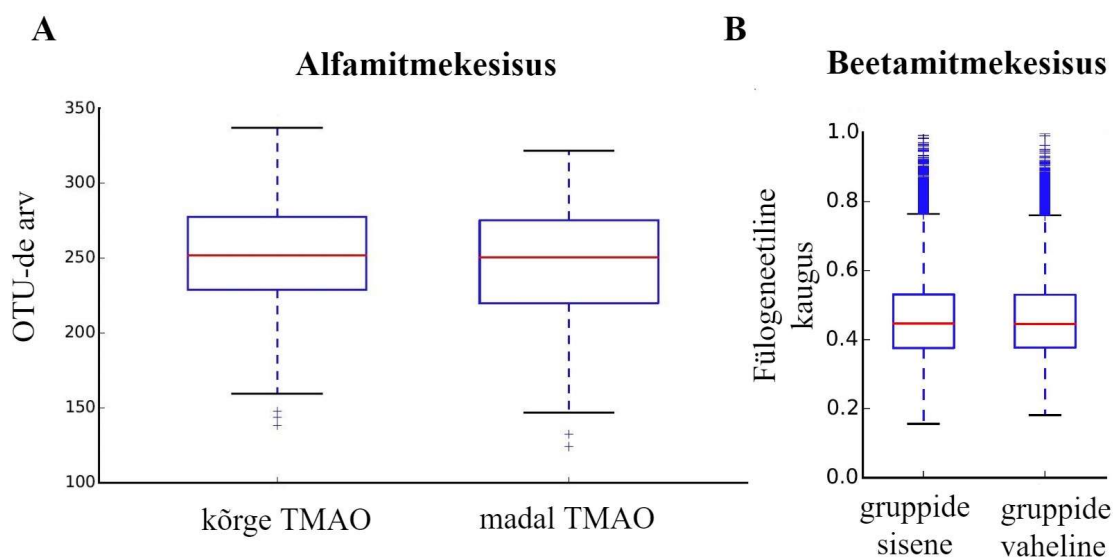 A
Alfamitmekesisus
OTU-de arv
350
300
250
200
150
100
kõrge TMAO
madal TMAO
B
Beetamitmekesisus
Fülogeneetiline
kaugus
1.0
0.8
0.6
0.4
0.2
0.0
gruppide
sisene
gruppide
vaheline